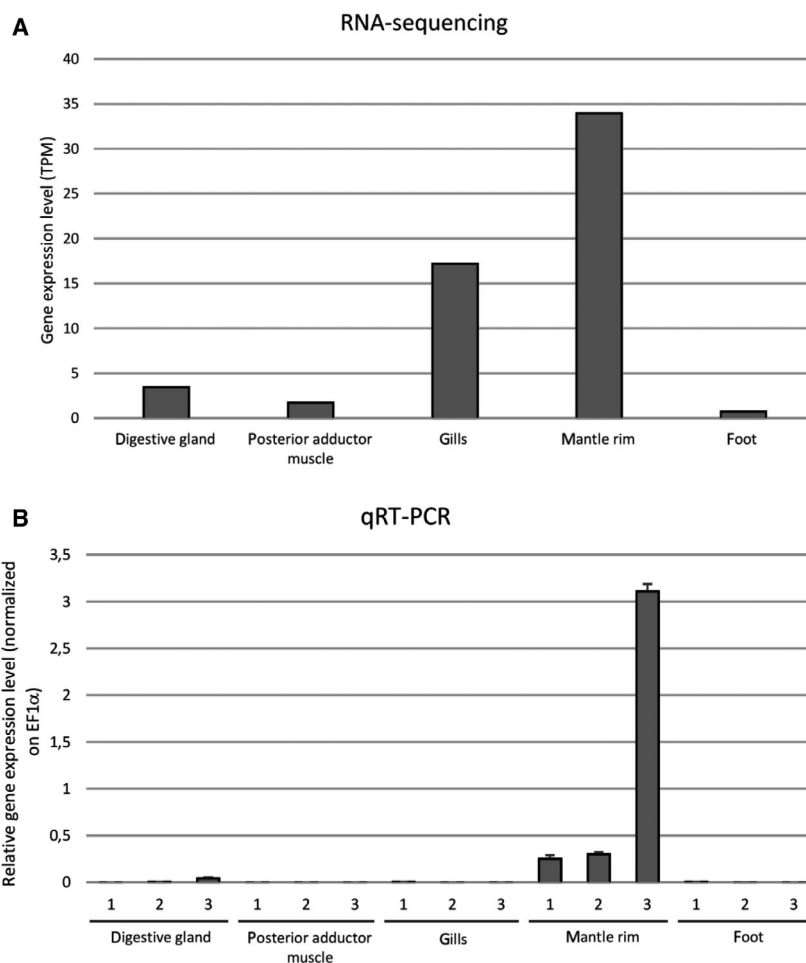 A
RNA-sequencing
Gene expression level (TPM)
40
35
30
25
20
15
10
5
0
Digestive gland
Posterior adductor
muscle
Gills
Mantle rim
Foot
B
qRT-PCR
Relative gene expression level (normalized
on EF1α)
3,5
3
2,5
2
1,5
1
0,5
0
1 2 3 1 2 3 1 2 3 1 2 3 1 2 3
Digestive gland
Posterior adductor
muscle
Gills
Mantle rim
Foot